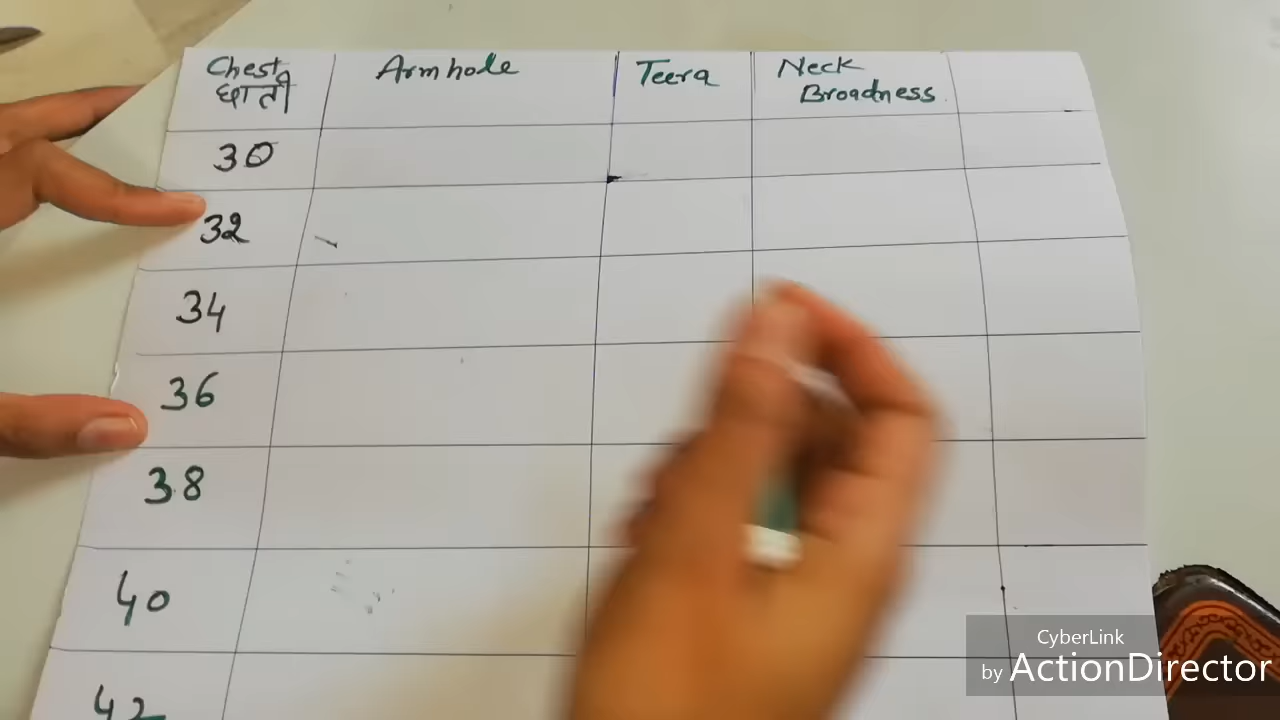 Chest Armhole Teera Neck
छाती Broadness
30
32
34
36
38
40
42
CyberLink
by ActionDirector